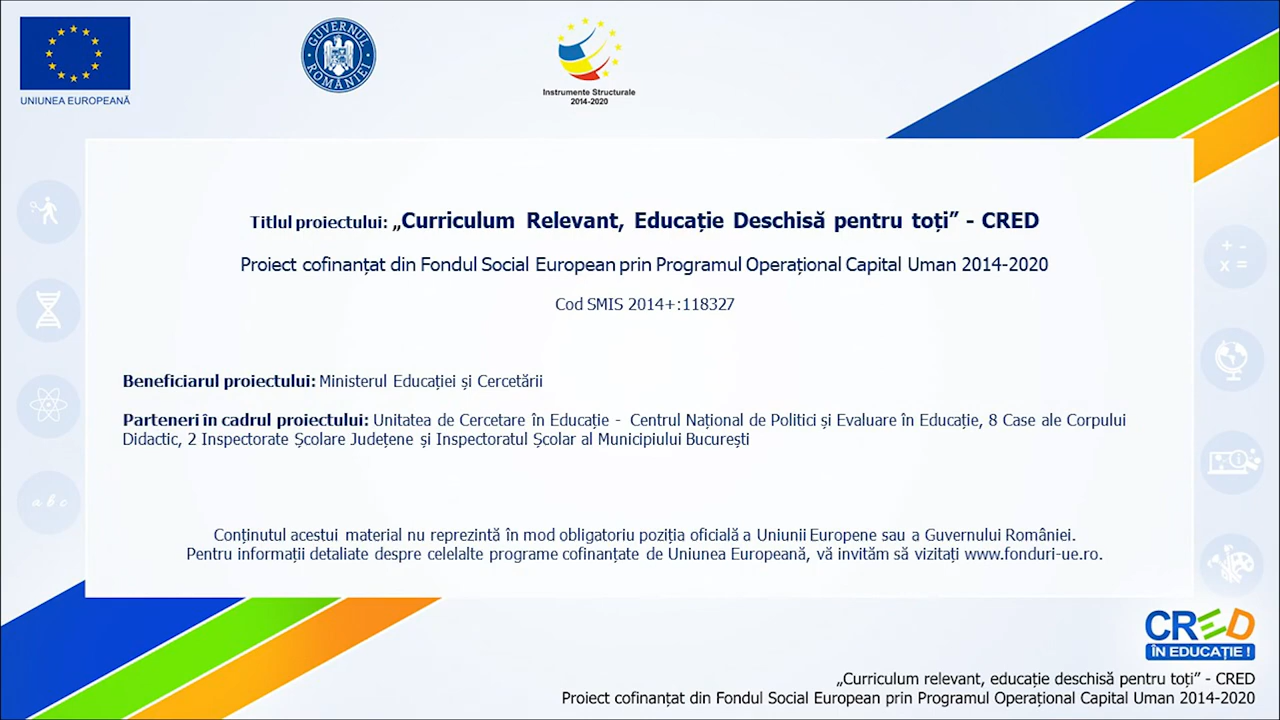 UNIUNEA EUROPEANĂ
GUVERNUL ROMÂNIEI
Instrumente Structurale
2014-2020
Titlul proiectului: „Curriculum Relevant, Educație Deschisă pentru toți” - CRED
Proiect cofinanțat din Fondul Social European prin Programul Operațional Capital Uman 2014-2020
Cod SMIS 2014+:118327
Beneficiarul proiectului: Ministerul Educației și Cercetării
Parteneri în cadrul proiectului: Unitatea de Cercetare în Educație - Centrul Național de Politici și Evaluare în Educație, 8 Case ale Corpului
Didactic, 2 Inspectorate Școlare Județene și Inspectoratul Școlar al Municipiului București
a b c
+ -
x =
Conținutul acestui material nu reprezintă în mod obligatoriu poziția oficială a Uniunii Europene sau a Guvernului României.
Pentru informații detaliate despre celelalte programe cofinanțate de Uniunea Europeană, vă invităm să vizitați www.fonduri-ue.ro.
CRED
ÎN EDUCAȚIE !
„Curriculum relevant, educație deschisă pentru toți” - CRED
Proiect cofinanțat din Fondul Social European prin Programul Operațional Capital Uman 2014-2020